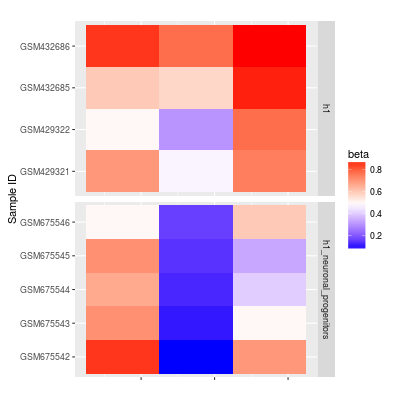 Sample ID
GSM432686
GSM432685
GSM429322
GSM429321
h1
GSM675546
GSM675545
GSM675544
GSM675543
GSM675542
h1_neuronal_progenitors
beta
0.8
0.6
0.4
0.2